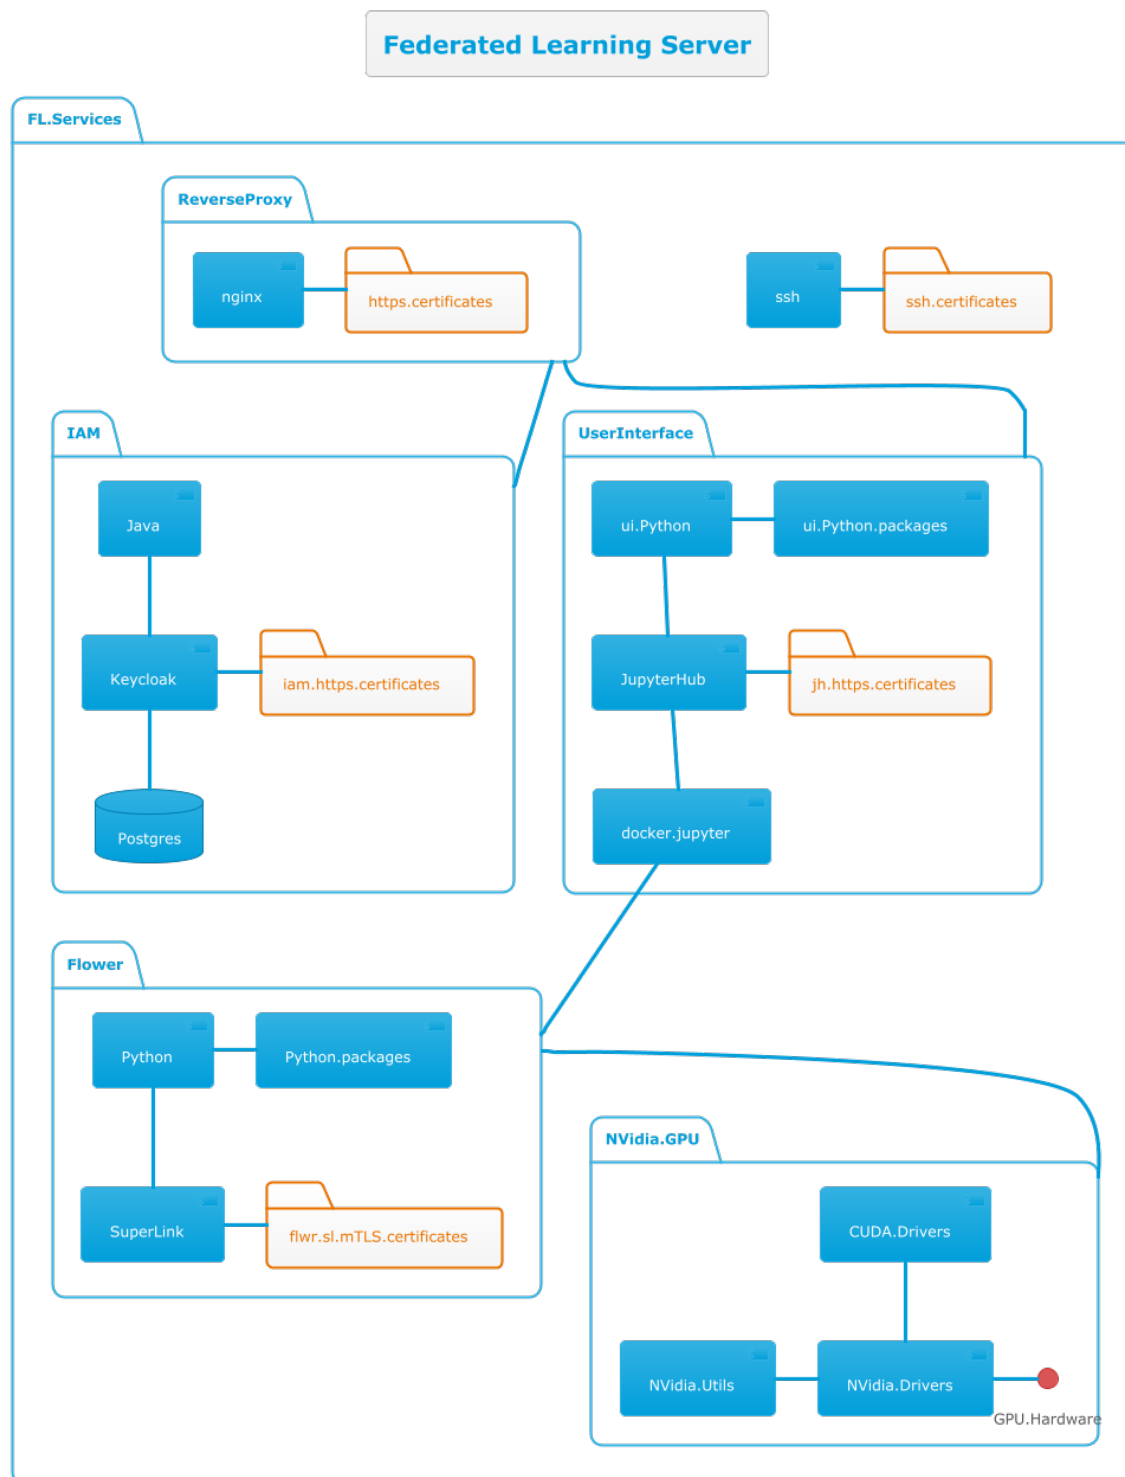 Federated Learning Server
FL.Services
ReverseProxy
nginx
https.certificates
ssh
ssh.certificates
IAM
Java
Keycloak
iam.https.certificates
Postgres
UserInterface
ui.Python
ui.Python.packages
JupyterHub
jh.https.certificates
docker.jupyter
Flower
Python
Python.packages
SuperLink
flwr.sl.mTLS.certificates
NVidia.GPU
CUDA.Drivers
NVidia.Utils
NVidia.Drivers
GPU.Hardware